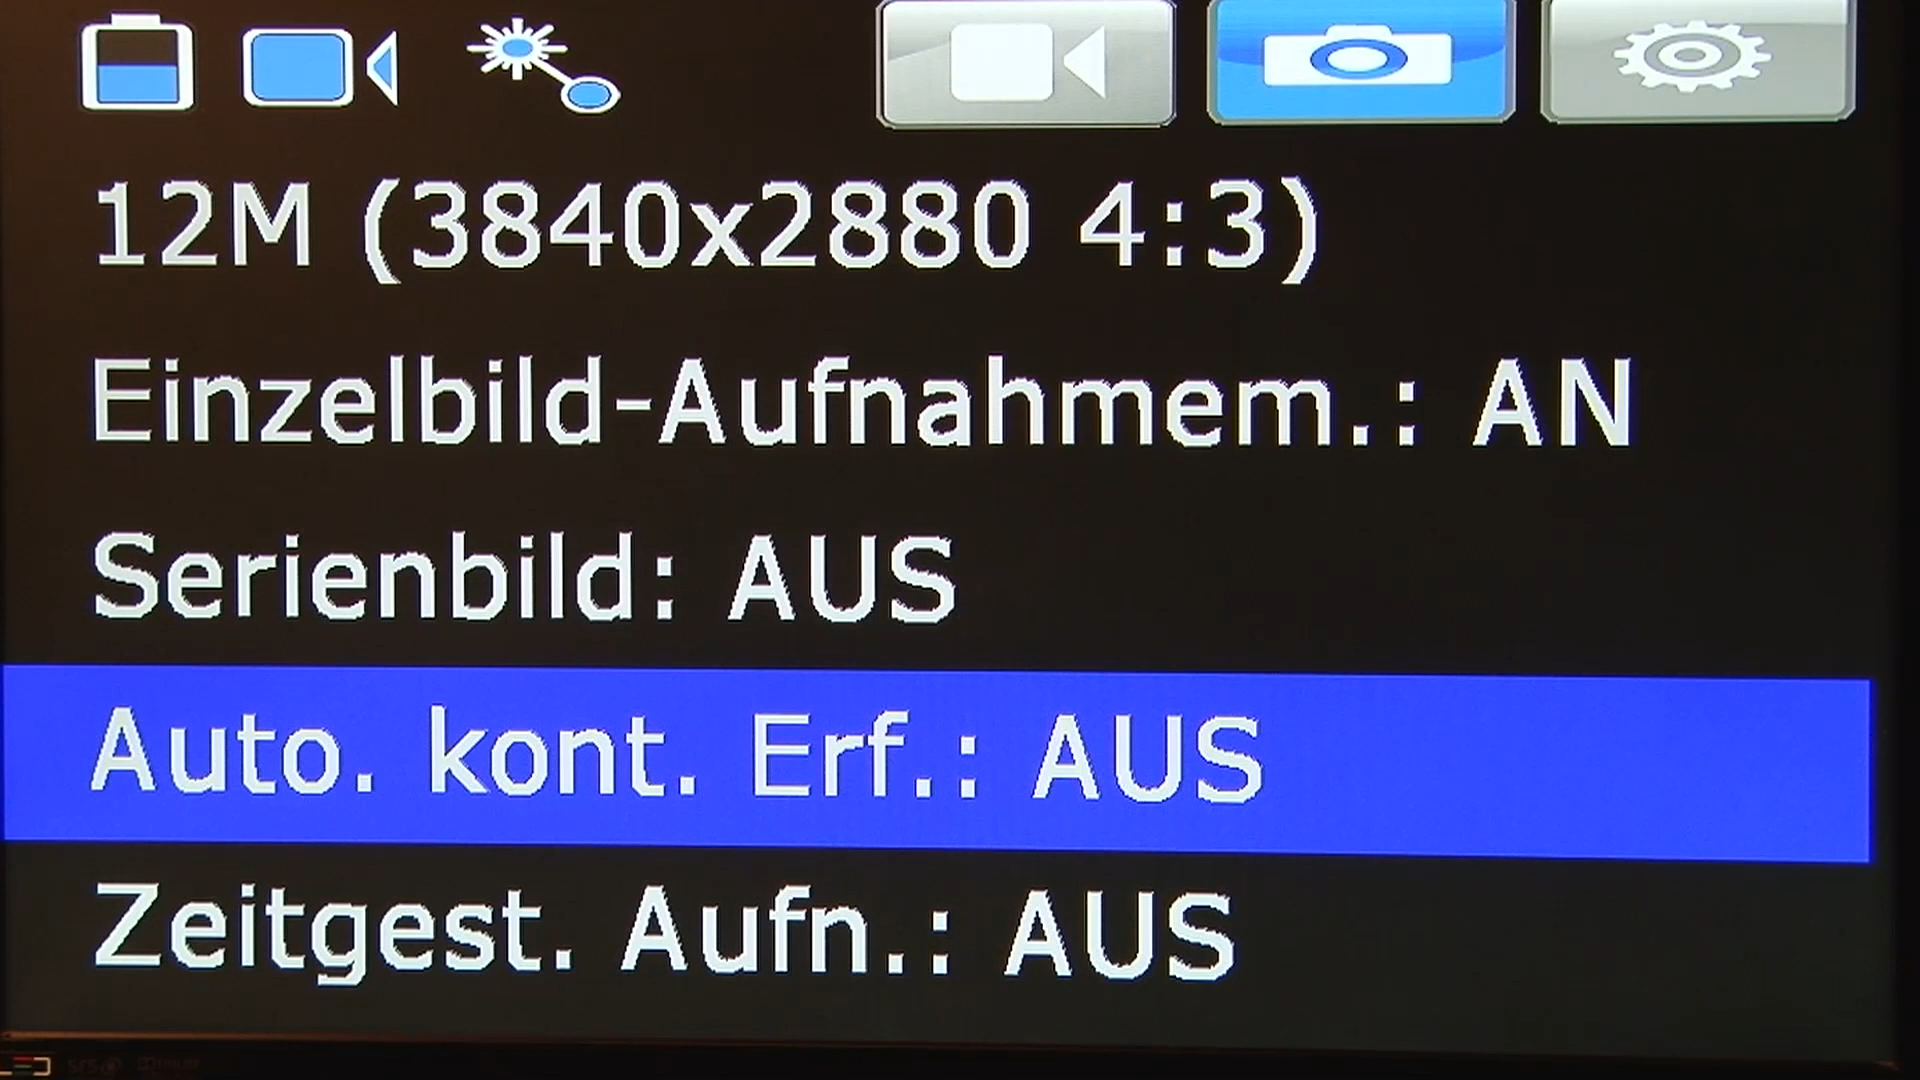 12M (3840x2880 4:3)
Einzelbild-Aufnahmem.: AN
Serienbild: AUS
Auto. kont. Erf.: AUS
Zeitgest. Aufn.: AUS